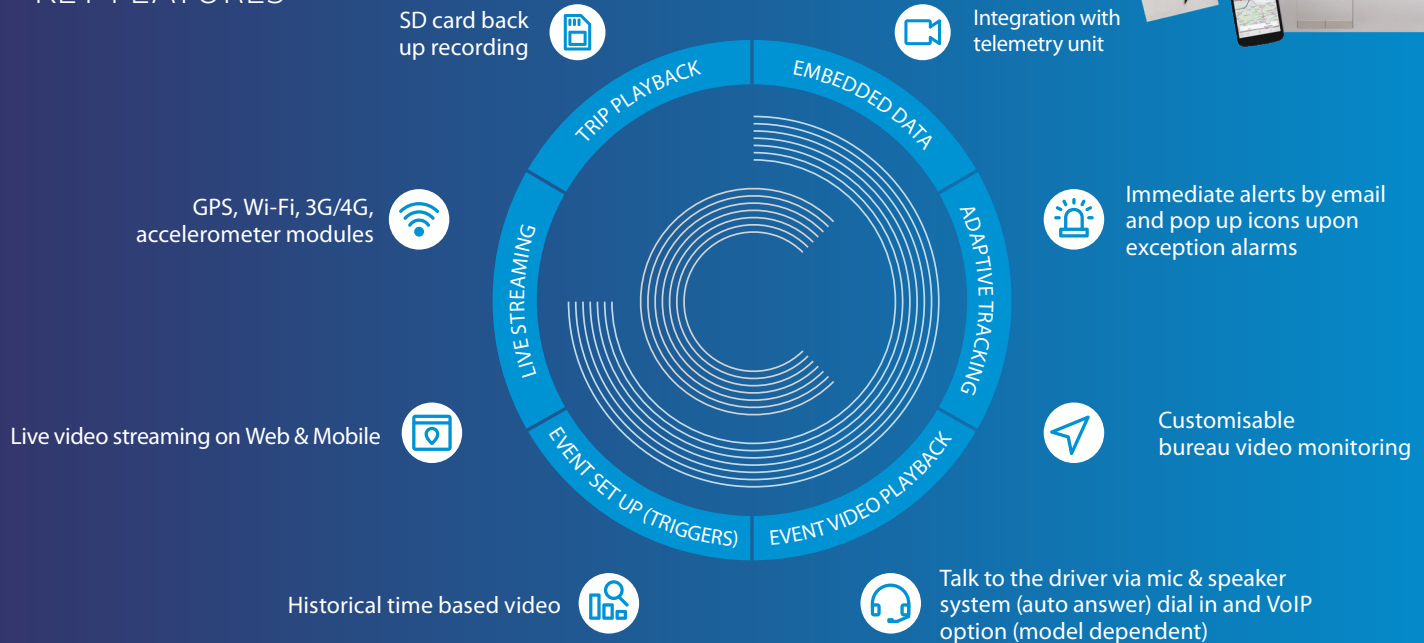 KEY FEATURES
SD card back
up recording
Integration with
telemetry unit
TRIP PLAYBACK
EMBEDDED DATA
GPS, Wi-Fi, 3G/4G,
accelerometer modules
Immediate alerts by email
and pop up icons upon
exception alarms
LIVE STREAMING
ADAPTIVE TRACKING
Live video streaming on Web & Mobile
Customisable
bureau video monitoring
EVENT SET UP (TRIGGERS)
EVENT VIDEO PLAYBACK
Historical time based video
Talk to the driver via mic & speaker
system (auto answer) dial in and VoIP
option (model dependent)